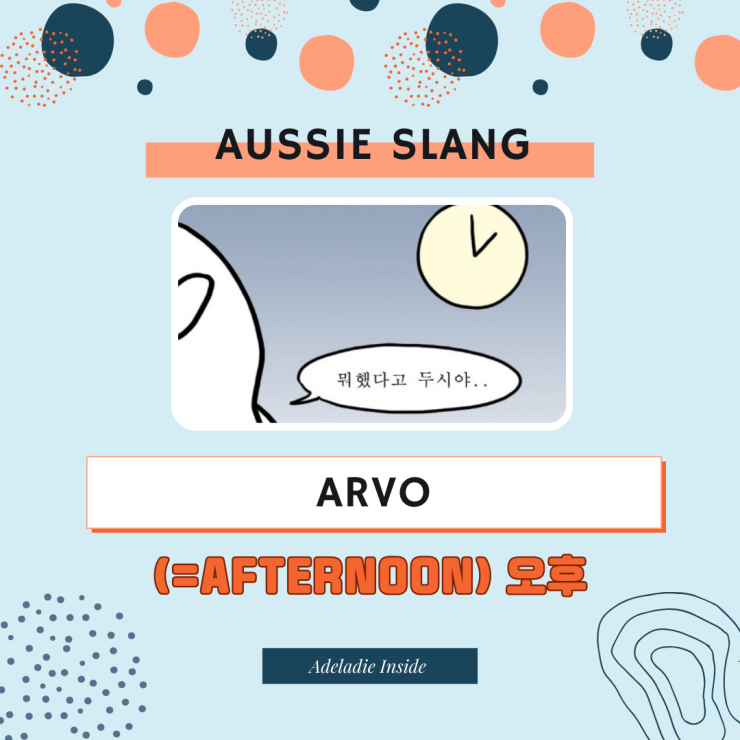 AUSSIE SLANG
뭐했다고 두시야..
ARVO
(=AFTERNOON) 오후
Adeladie Inside